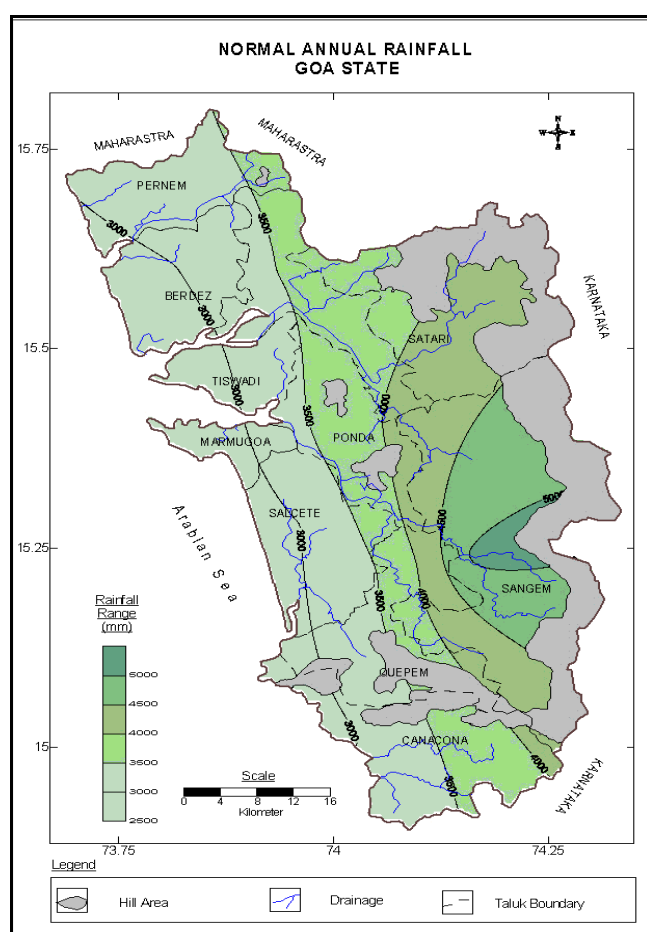 NORMAL ANNUAL RAINFALL
GOA STATE
N
W E
S
MAHARASTRA
MAHARASTRA
15.75
PERNEM
3000
3500
KARNATAKA
BERDEZ
3000
SATARI
15.5
TISWADI
3000
4000
3500
PONDA
MARMUGOA
5000
SALCETE
4500
Arabian Sea
3000
15.25
SANGEM
Rainfall
Range
(mm)
3500
4000
5000
4500
4000
3500
3000
2500
QUEPEM
3000
CANACONA
15
3500
4000
KARNATAKA
Scale
0 4 8 12 16
Kilometer
73.75 74 74.25
Legend
Hill Area Drainage Taluk Boundary